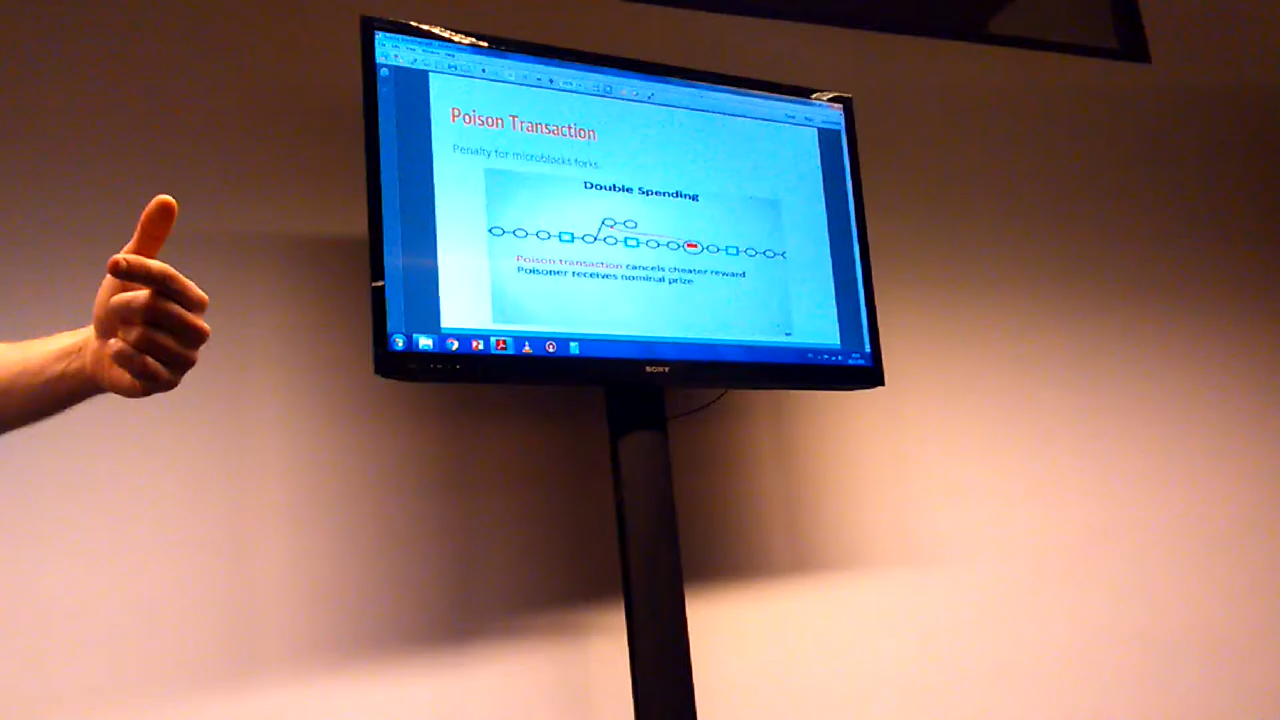 Poison Transaction
Penalty for microblocks forks.
Double Spending
Poison transaction cancels cheater reward
Poisoner receives nominal prize
SONY